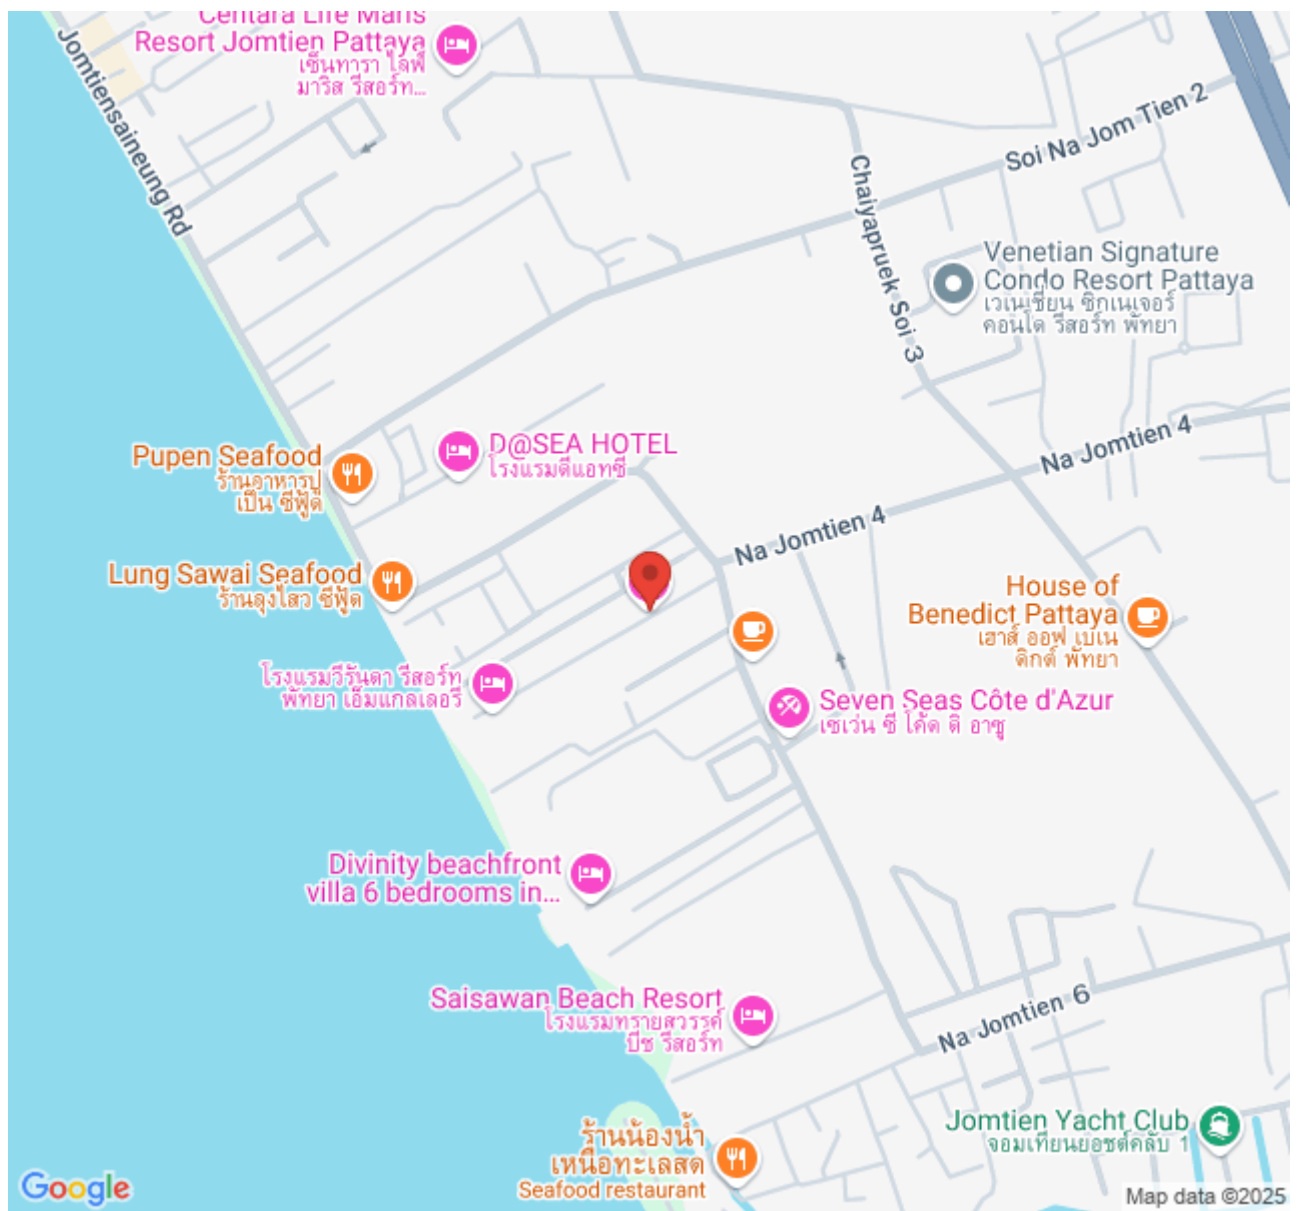 Centara Life Maris
Resort Jomtien Pattaya
เซ็นทารา ไลฟ์
มาริส รีสอร์ท...
Jomtiensaineung Rd
Soi Na Jom Tien 2
Chaiyapruek Soi 3
Venetian Signature
Condo Resort Pattaya
เวเนเชี่ยน ซิกเนเจอร์
คอนโด รีสอร์ท พัทยา
Na Jomtien 4
D@SEA HOTEL
โรงแรมดีแอทซี
Pupen Seafood
ร้านอาหารปู
เป็น ซีฟู้ด
Na Jomtien 4
Lung Sawai Seafood
ร้านลุงไสว ซีฟู้ด
House of
Benedict Pattaya
เฮาส์ ออฟ เบเน
ดิกต์ พัทยา
โรงแรมวีรันดา รีสอร์ท
พัทยา เอ็มแกลเลอรี
Seven Seas Côte d'Azur
เซเว่น ซี โค้ด ดิ อาซู
Divinity beachfront
villa 6 bedrooms in...
Saisawan Beach Resort
โรงแรมทรายสวรรค์
บีช รีสอร์ท
Na Jomtien 6
Jomtien Yacht Club
จอมเทียนยอชต์คลับ 1
ร้านน้องน้ำ
เหนือทะเลสด
Seafood restaurant
Google
Map data ©2025